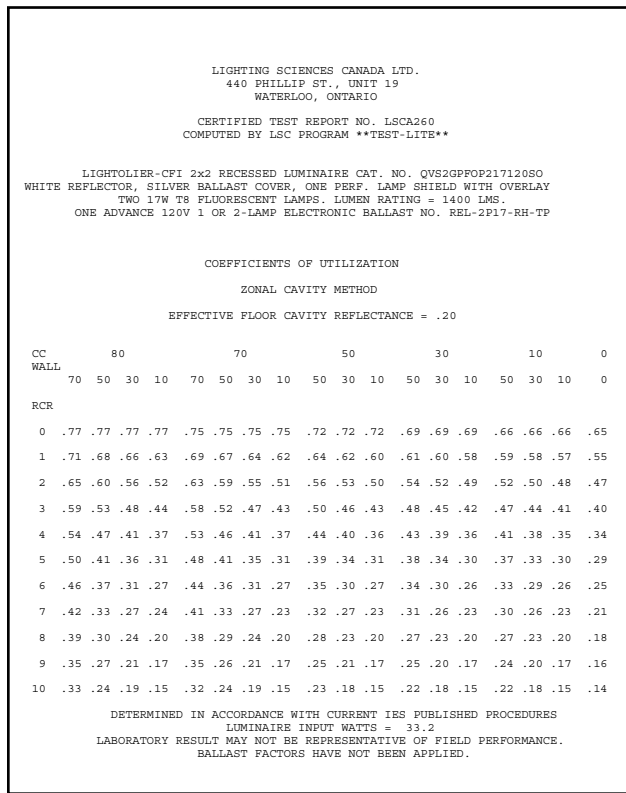 LIGHTING SCIENCES CANADA LTD.
440 PHILLIP ST., UNIT 19
WATERLOO, ONTARIO
CERTIFIED TEST REPORT NO. LSCA260
COMPUTED BY LSC PROGRAM **TEST-LITE**
LIGHTOLIER-CFI 2x2 RECESSED LUMINAIRE CAT. NO. QVS2GPFOP217120SO
WHITE REFLECTOR, SILVER BALLAST COVER, ONE PERF. LAMP SHIELD WITH OVERLAY
TWO 17W T8 FLUORESCENT LAMPS. LUMEN RATING = 1400 LMS.
ONE ADVANCE 120V 1 OR 2-LAMP ELECTRONIC BALLAST NO. REL-2P17-RH-TP
COEFFICIENTS OF UTILIZATION
ZONAL CAVITY METHOD
EFFECTIVE FLOOR CAVITY REFLECTANCE = .20
CC 80 70 50 30 10 0
WALL
70 50 30 10 70 50 30 10 50 30 10 50 30 10 50 30 10 0
RCR
0 .77 .77 .77 .77 .75 .75 .75 .75 .72 .72 .72 .69 .69 .69 .66 .66 .66 .65
1 .71 .68 .66 .63 .69 .67 .64 .62 .64 .62 .60 .61 .60 .58 .59 .58 .57 .55
2 .65 .60 .56 .52 .63 .59 .55 .51 .56 .53 .50 .54 .52 .49 .52 .50 .48 .47
3 .59 .53 .48 .44 .58 .52 .47 .43 .50 .46 .43 .48 .45 .42 .47 .44 .41 .40
4 .54 .47 .41 .37 .53 .46 .41 .37 .44 .40 .36 .43 .39 .36 .41 .38 .35 .34
5 .50 .41 .36 .31 .48 .41 .35 .31 .39 .34 .31 .38 .34 .30 .37 .33 .30 .29
6 .46 .37 .31 .27 .44 .36 .31 .27 .35 .30 .27 .34 .30 .26 .33 .29 .26 .25
7 .42 .33 .27 .24 .41 .33 .27 .23 .32 .27 .23 .31 .26 .23 .30 .26 .23 .21
8 .39 .30 .24 .20 .38 .29 .24 .20 .28 .23 .20 .27 .23 .20 .27 .23 .20 .18
9 .35 .27 .21 .17 .35 .26 .21 .17 .25 .21 .17 .25 .20 .17 .24 .20 .17 .16
10 .33 .24 .19 .15 .32 .24 .19 .15 .23 .18 .15 .22 .18 .15 .22 .18 .15 .14
DETERMINED IN ACCORDANCE WITH CURRENT IES PUBLISHED PROCEDURES
LUMINAIRE INPUT WATTS = 33.2
LABORATORY RESULT MAY NOT BE REPRESENTATIVE OF FIELD PERFORMANCE.
BALLAST FACTORS HAVE NOT BEEN APPLIED.